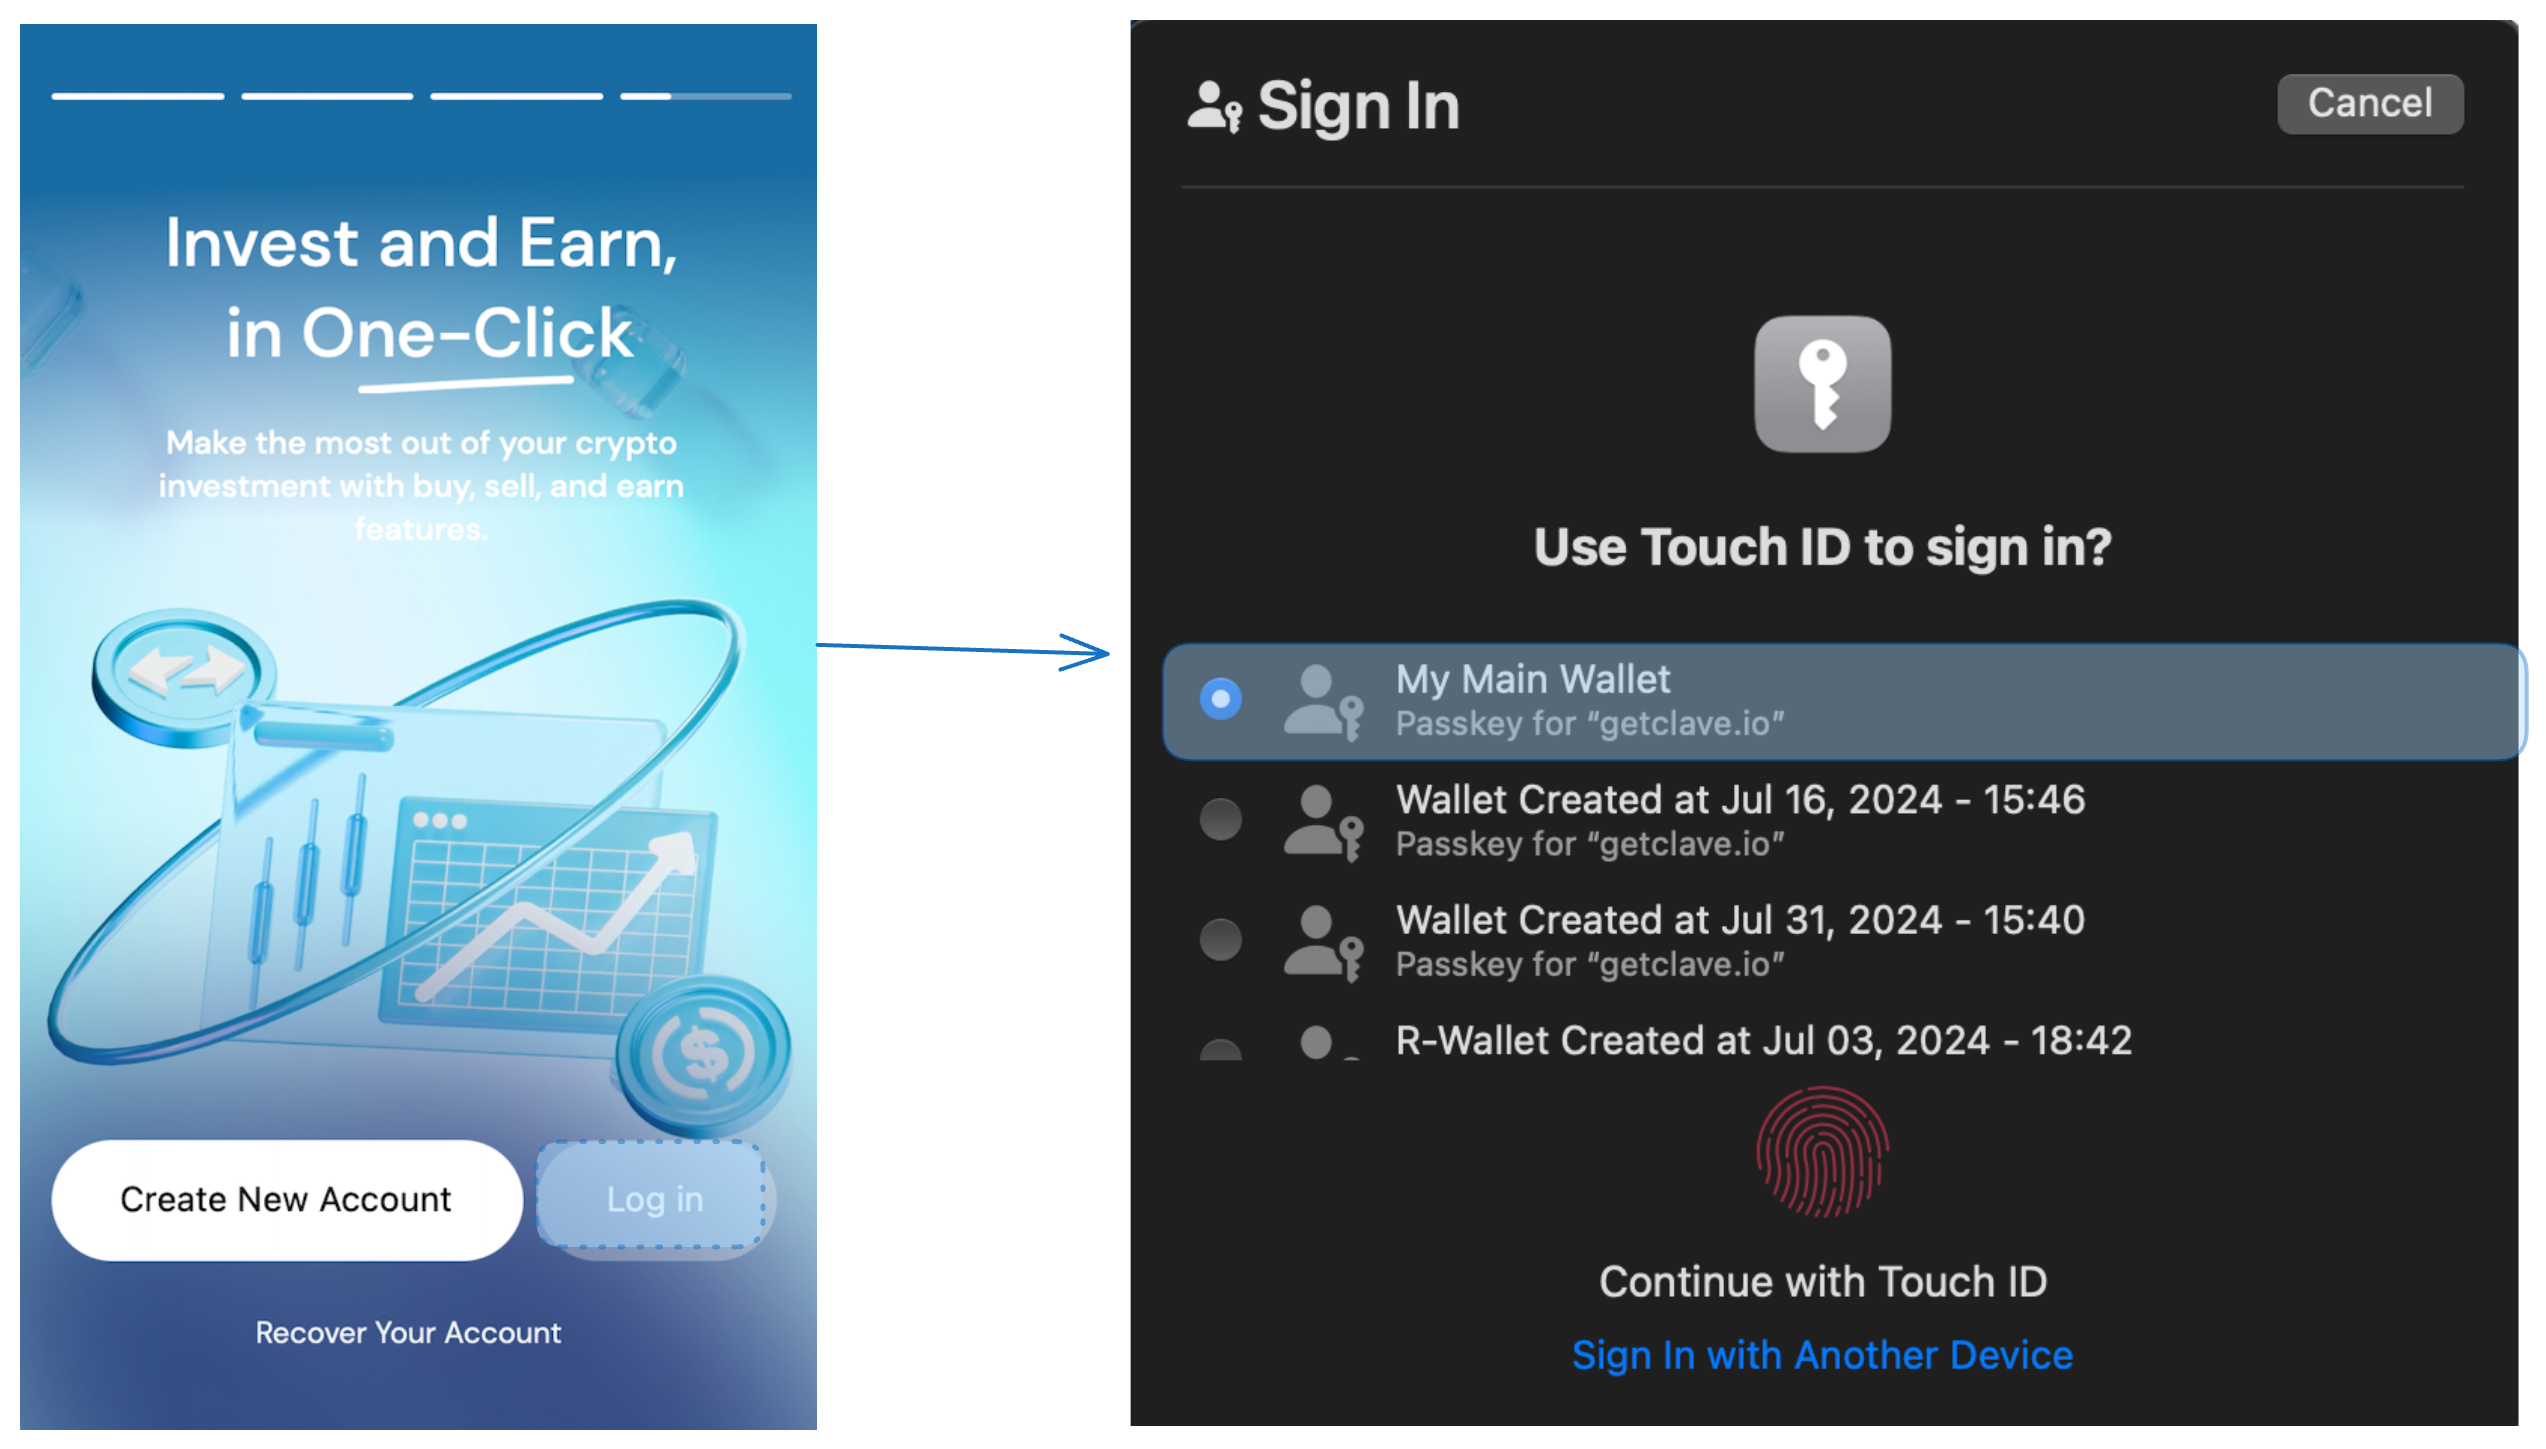 Invest and Earn,
in One-Click
Make the most out of your crypto
investment with buy, sell, and earn
features.
Create New Account
Log in
Recover Your Account
Sign In
Cancel
Use Touch ID to sign in?
My Main Wallet
Passkey for “getclave.io”
Wallet Created at Jul 16, 2024 - 15:46
Passkey for “getclave.io”
Wallet Created at Jul 31, 2024 - 15:40
Passkey for “getclave.io”
R-Wallet Created at Jul 03, 2024 - 18:42
Continue with Touch ID
Sign In with Another Device